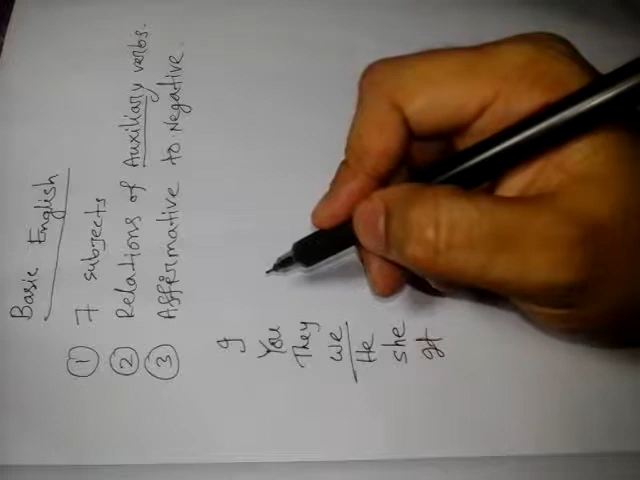 Basic English
① 7 subjects
② Relations of Auxiliary verbs.
③ Affirmative to Negative.
I
You
They
we
He
she
It